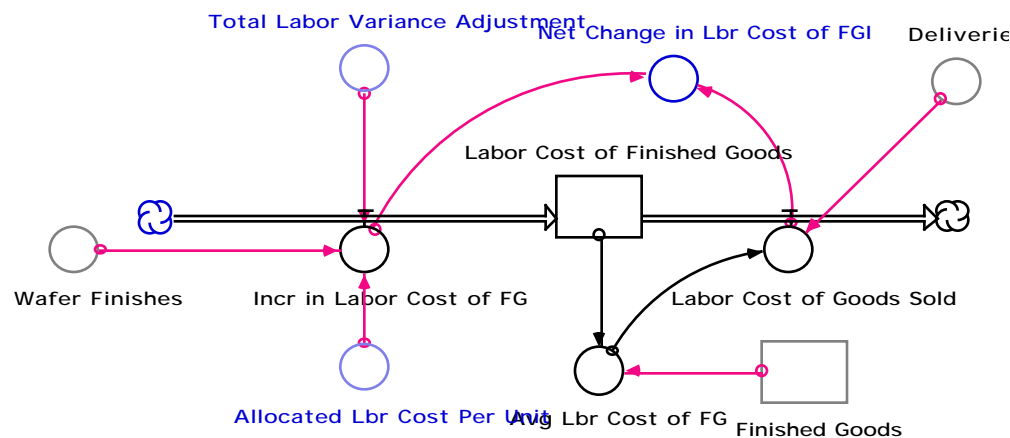 Total Labor Variance Adjustment
Net Change in Lbr Cost of FGI
Deliverie
Labor Cost of Finished Goods
Wafer Finishes
Incr in Labor Cost of FG
Labor Cost of Goods Sold
Allocated Lbr Cost Per Unit
Avg Lbr Cost of FG
Finished Goods